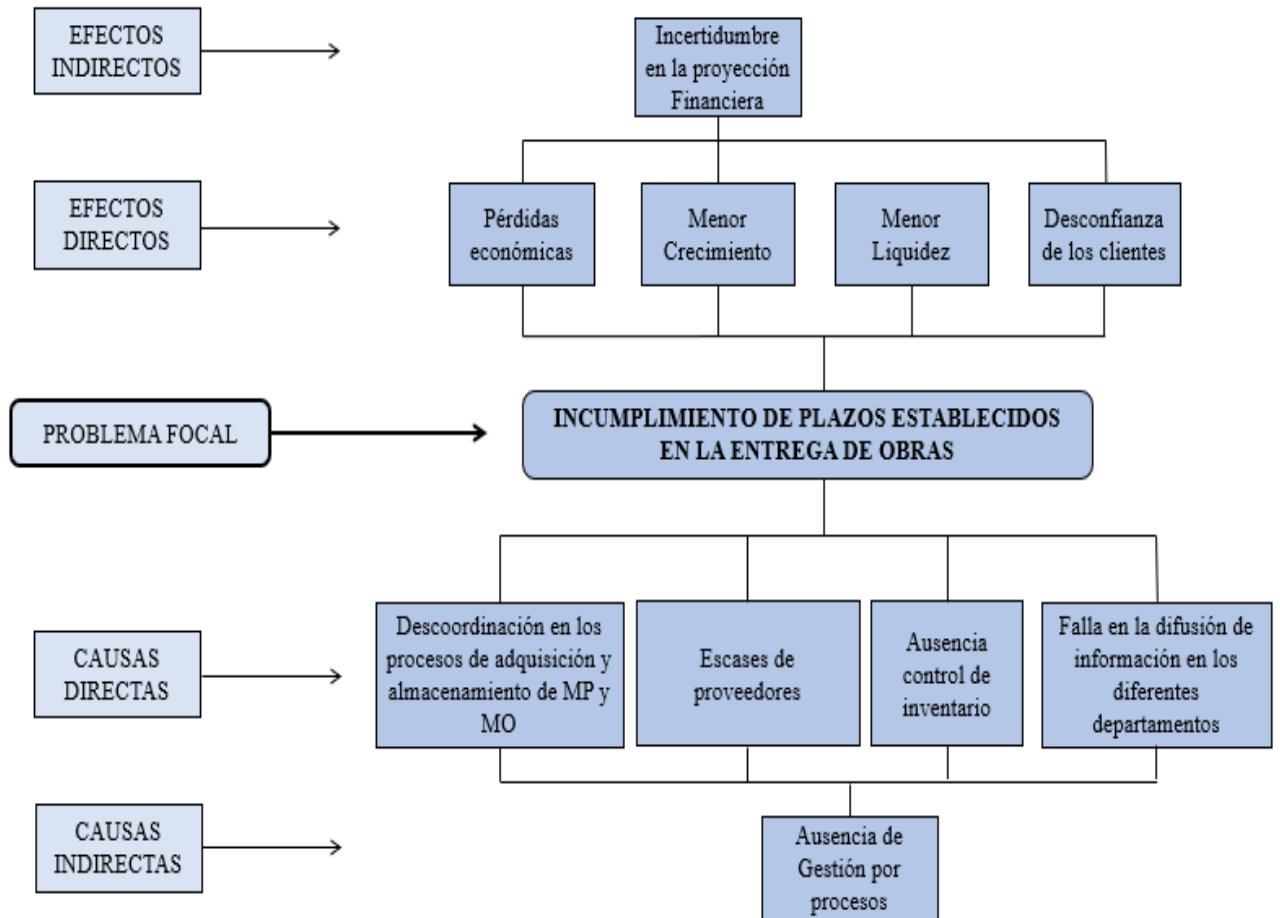 EFECTOS
INDIRECTOS
Incertidumbre
en la proyección
Financiera
EFECTOS
DIRECTOS
Pérdidas
económicas
Menor
Crecimiento
Menor
Liquidez
Desconfianza
de los clientes
PROBLEMA FOCAL
INCUMPLIMIENTO DE PLAZOS ESTABLECIDOS
EN LA ENTREGA DE OBRAS
CAUSAS
DIRECTAS
Descoordinación en los
procesos de adquisición y
almacenamiento de MP y
MO
Escases de
proveedores
Ausencia
control de
inventario
Falla en la difusión de
información en los
diferentes
departamentos
CAUSAS
INDIRECTAS
Ausencia de
Gestión por
procesos